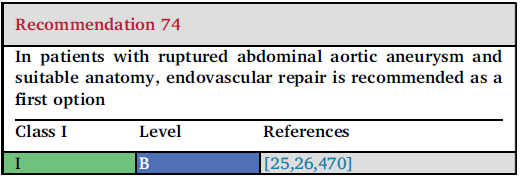 Recommendation 74
In patients with ruptured abdominal aortic aneurysm and
suitable anatomy, endovascular repair is recommended as a
first option
Class I Level References
I B [25,26,470]